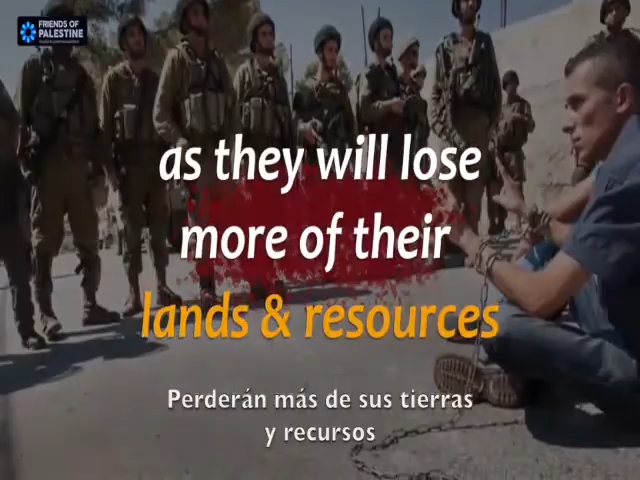 FRIENDS OF
PALESTINE
as they will lose
more of their
lands & resources
Perderán más de sus tierras
y recursos